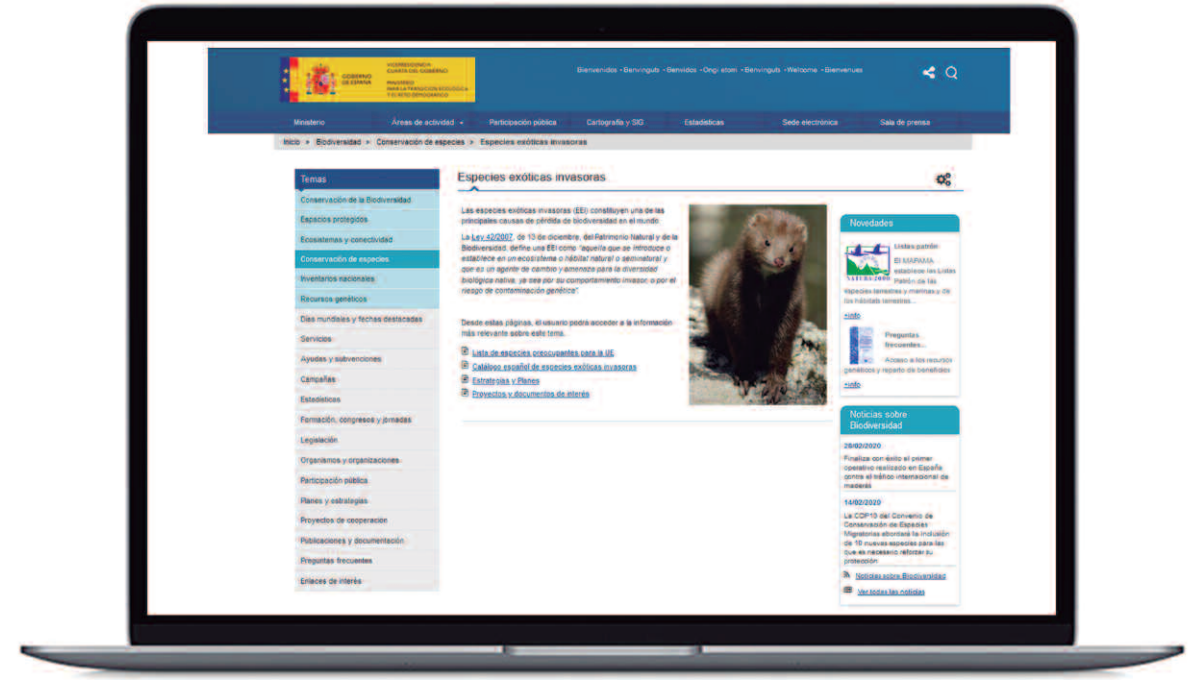 VICEPRESIDENCIA
CUARTA DEL GOBIERNO
GOBIERNO
DE ESPAÑA
MINISTERIO
PARA LA TRANSICIÓN ECOLÓGICA
Y EL RETO DEMOGRÁFICO
Bienvenidos - Benvinguts - Benvidos - Ongi etorri - Benvinguts - Welcome - Bienvenues
Ministerio Áreas de actividad Participación pública Cartografía y SIG Estadísticas Sede electrónica Sala de prensa
Inicio > Biodiversidad > Conservación de especies > Especies exóticas invasoras
Temas
Conservación de la Biodiversidad
Espacios protegidos
Ecosistemas y conectividad
Conservación de especies
Inventarios nacionales
Recursos genéticos
Días mundiales y fechas destacadas
Servicios
Ayudas y subvenciones
Campañas
Estadísticas
Formación, congresos y jornadas
Legislación
Organismos y organizaciones
Participación pública
Planes y estrategias
Proyectos de cooperación
Publicaciones y documentación
Preguntas frecuentes
Enlaces de interés
Especies exóticas invasoras
Las especies exóticas invasoras (EEI) constituyen una de las
principales causas de pérdida de biodiversidad en el mundo.
La Ley 42/2007, de 13 de diciembre, del Patrimonio Natural y de la
Biodiversidad, define una EEI como "aquella que se introduce o
establece en un ecosistema o hábitat natural o seminatural y
que es un agente de cambio y amenaza para la diversidad
biológica nativa, ya sea por su comportamiento invasor, o por el
riesgo de contaminación genética".
Desde estas páginas, el usuario podrá acceder a la información
más relevante sobre este tema.
Lista de especies preocupantes para la UE
Catálogo español de especies exóticas invasoras
Estrategias y Planes
Proyectos y documentos de interés
Novedades
Listas patrón
El MAPAMA
establece las Listas
Patrón de las
especies terrestres y marinas y de
los hábitats terrestres...
NATURA 2000
+info
Preguntas
frecuentes...
Acceso a los recursos
genéticos y reparto de beneficios
+info
Noticias sobre
Biodiversidad
28/02/2020
Finaliza con éxito el primer
operativo realizado en España
contra el tráfico internacional de
maderas
14/02/2020
La COP13 del Convenio de
Conservación de Especies
Migratorias abordará la inclusión
de 10 nuevas especies para las
que es necesario reforzar su
protección
Noticias sobre Biodiversidad
Ver todas las noticias